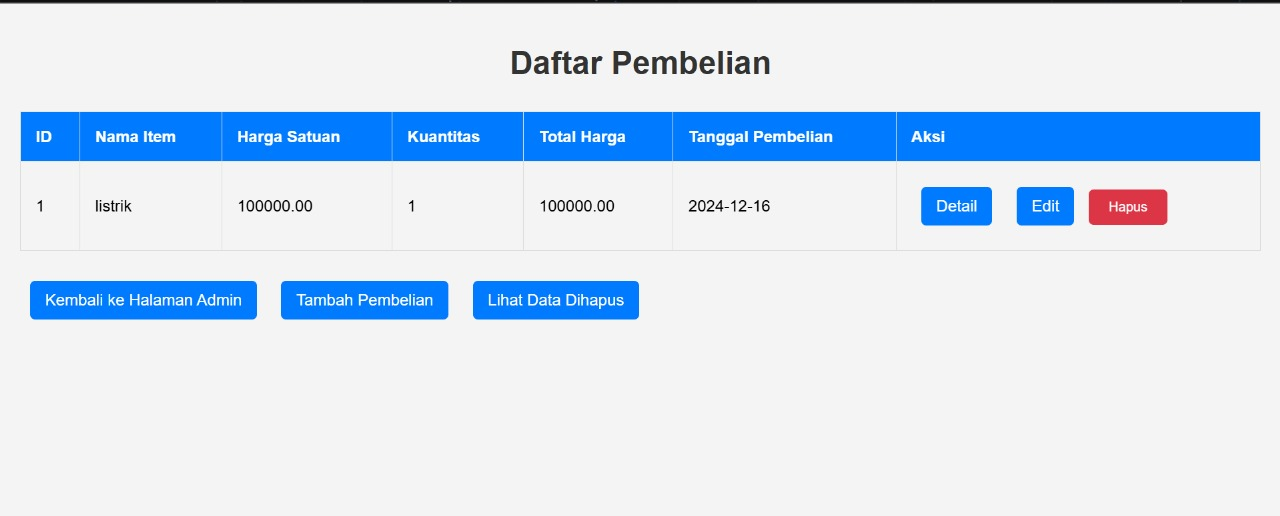 Daftar Pembelian
ID Nama Item Harga Satuan Kuantitas Total Harga Tanggal Pembelian Aksi
1 listrik 100000.00 1 100000.00 2024-12-16 Detail Edit Hapus
Kembali ke Halaman Admin Tambah Pembelian Lihat Data Dihapus